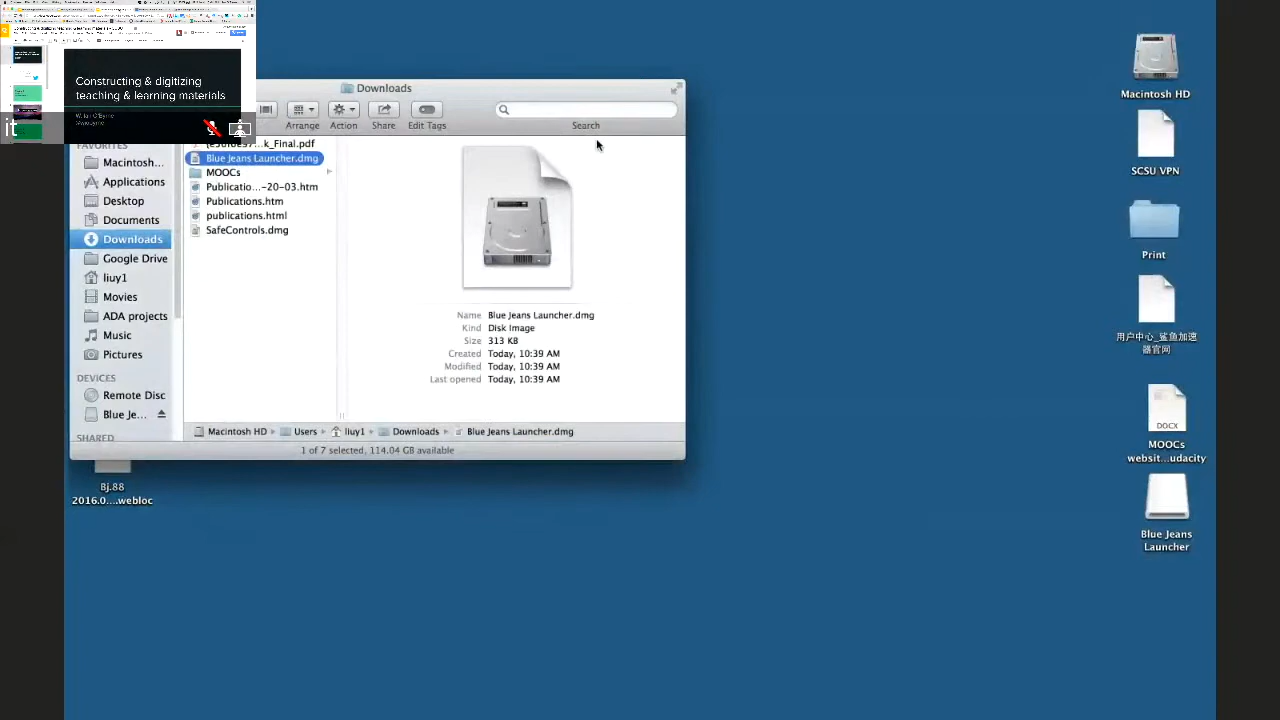 Constructing & digitizing
teaching & learning materials
it
Downloads
Arrange
Action
Share
Edit Tags
Search
FAVORITES
Macintosh...
Applications
Desktop
Documents
Downloads
Google Drive
liuy1
Movies
ADA projects
Music
Pictures
DEVICES
Remote Disc
Blue Je...
SHARED
k_Final.pdf
Blue Jeans Launcher.dmg
MOOCs
Publicatio...-20-03.htm
Publications.htm
publications.html
SafeControls.dmg
Name Blue Jeans Launcher.dmg
Kind Disk Image
Size 313 KB
Created Today, 10:39 AM
Modified Today, 10:39 AM
Last opened Today, 10:39 AM
Macintosh HD Users liuy1 Downloads Blue Jeans Launcher.dmg
1 of 7 selected, 114.04 GB available
Bj.88
2016.0....webloc
Macintosh HD
SCSU VPN
Print
用户中心_鲨鱼加速
器官网
DOCX
MOOCs
websit...udacity
Blue Jeans
Launcher